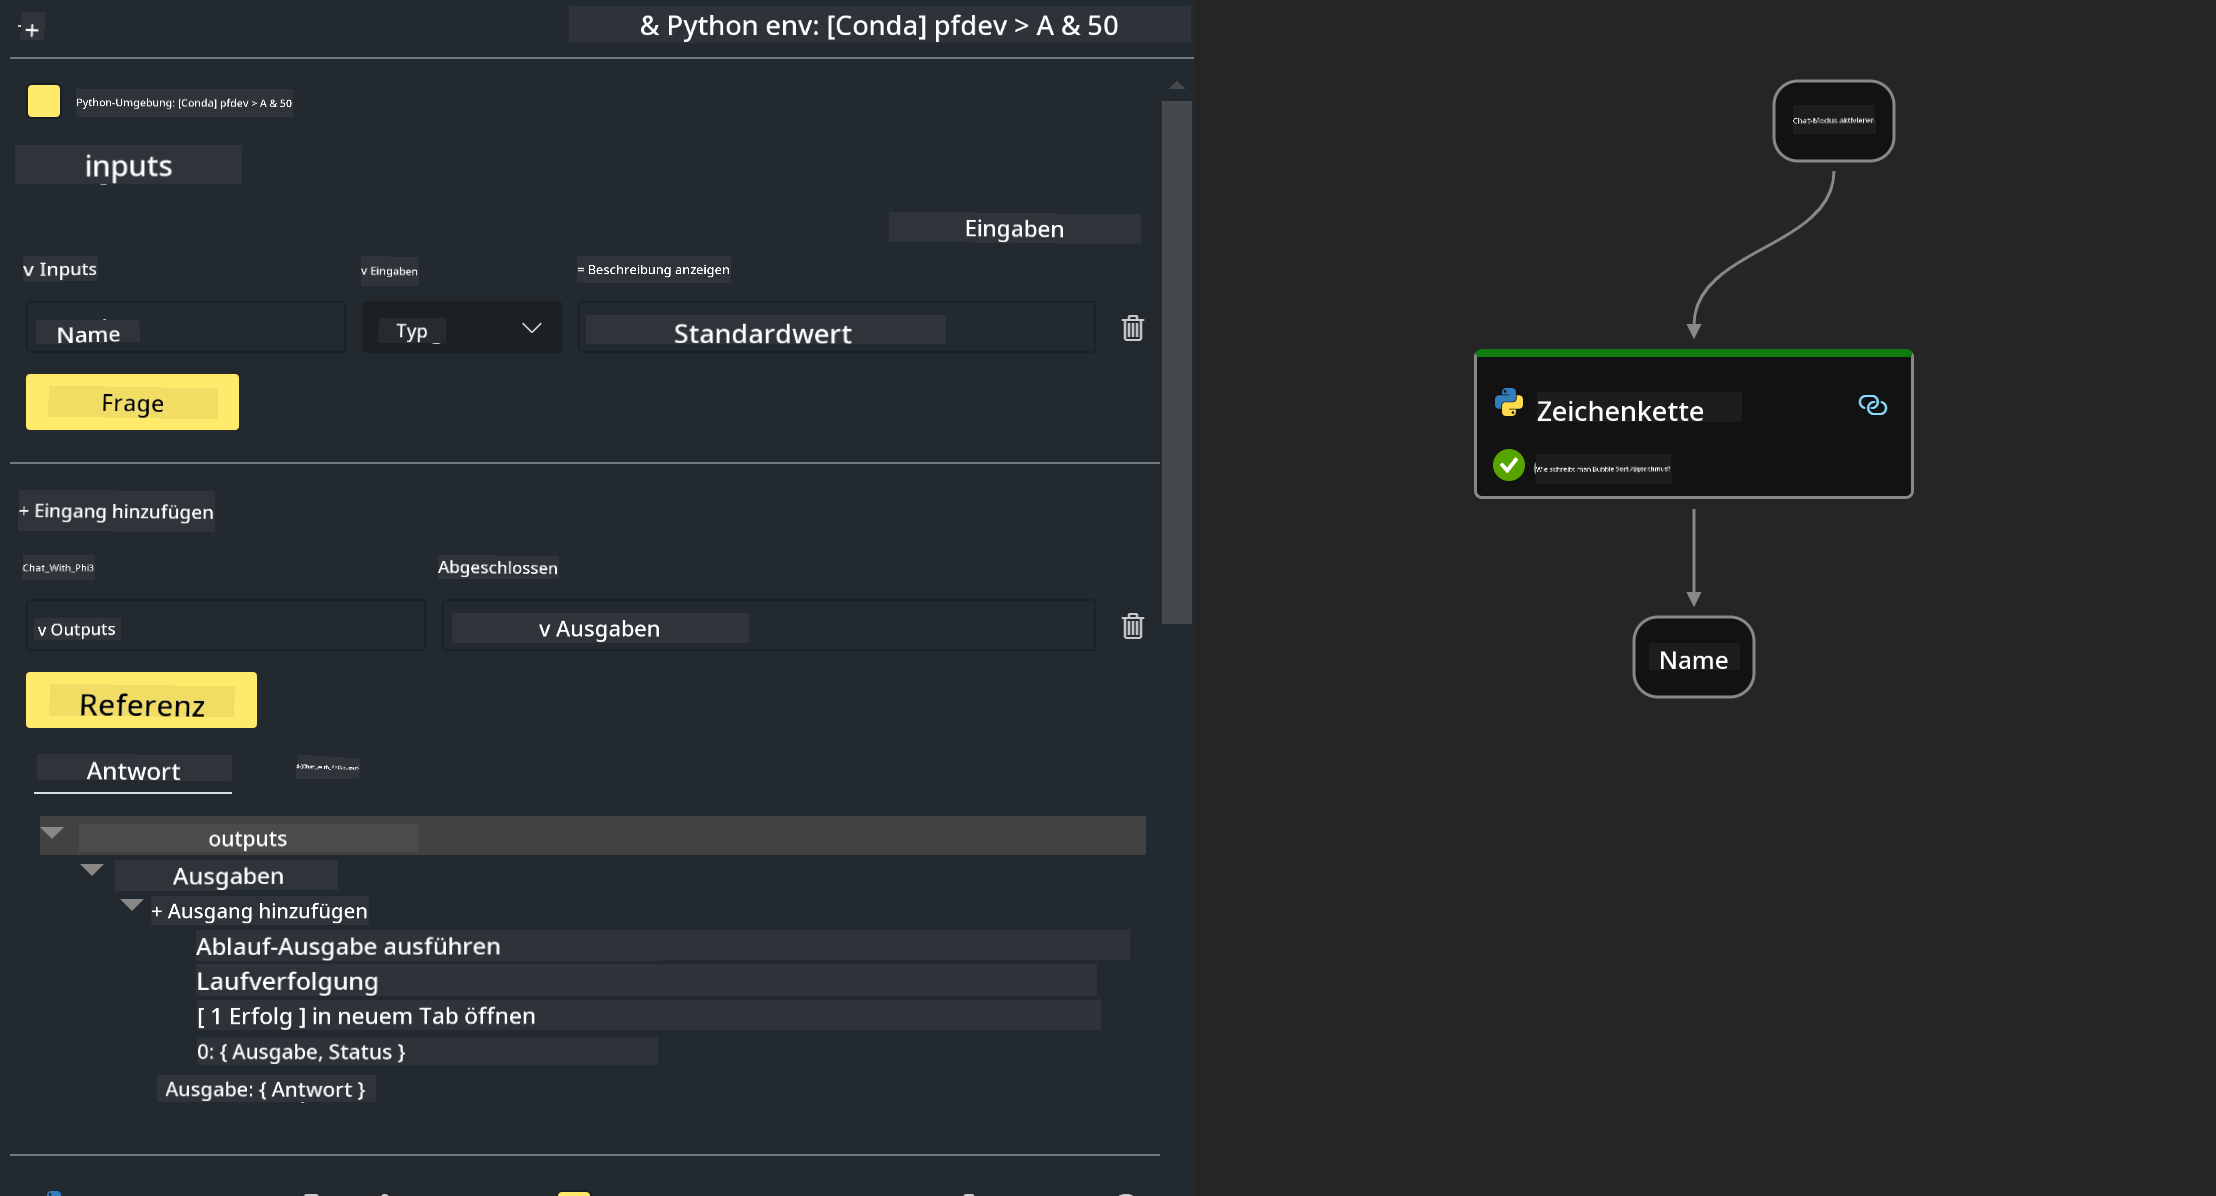 +
& Python env: [Conda] pfdev > A & 50
Python-Umgebung: [Conda] pfdev > A & 50
inputs
Eingaben
v Inputs
v Eingaben
= Beschreibung anzeigen
Name
Typ
Standardwert
Frage
+ Eingang hinzufügen
Chat_With_Phi3
Abgeschlossen
v Outputs
v Ausgaben
Referenz
Antwort
outputs
Ausgaben
+ Ausgang hinzufügen
Ablauf-Ausgabe ausführen
Laufverfolgung
[ 1 Erfolg ] in neuem Tab öffnen
0: { Ausgabe, Status }
Ausgabe: { Antwort }
Chat-Modus aktivieren
Zeichenkette
Wie schreibt man Bubble Sort Algorithmus?
Name